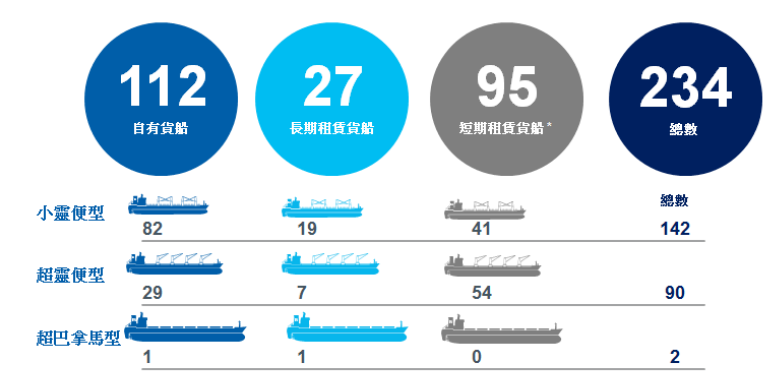 112 27 95 234
自有貨船 長期租賃貨船 短期租賃貨船* 總數
總數
小靈便型 82 19 41 142
超靈便型 29 7 54 90
超巴拿馬型 1 1 0 2